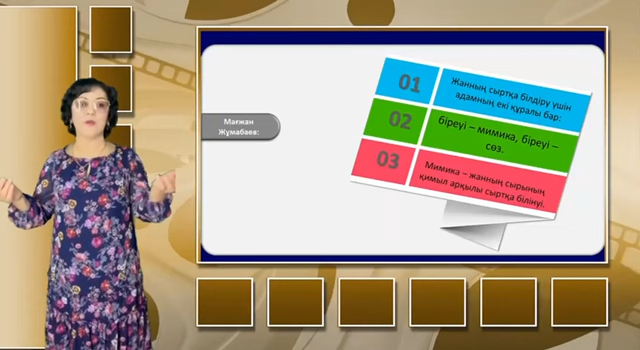 Мағжан
Жұмабаев:
01
Жанның сыртқа білдіру үшін
адамның екі құралы бар:
02
біреуі – мимика, біреуі –
сөз.
03
Мимика – жанның сырының
қимыл арқылы сыртқа білінуі.